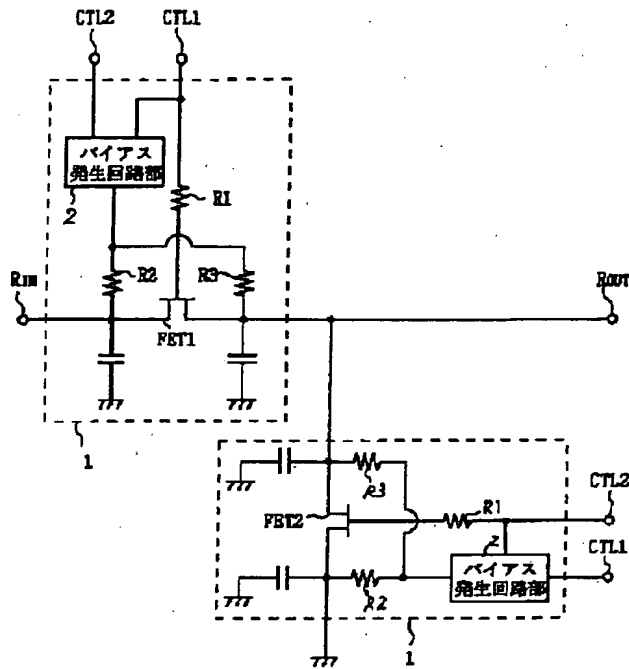 CTL2
CTL1
バイアス
発生回路部
2
R1
R2
R3
RIN
ROUT
FET1
1
R3
FET2
R1
CTL2
2
CTL1
バイアス
発生回路部
R2
1